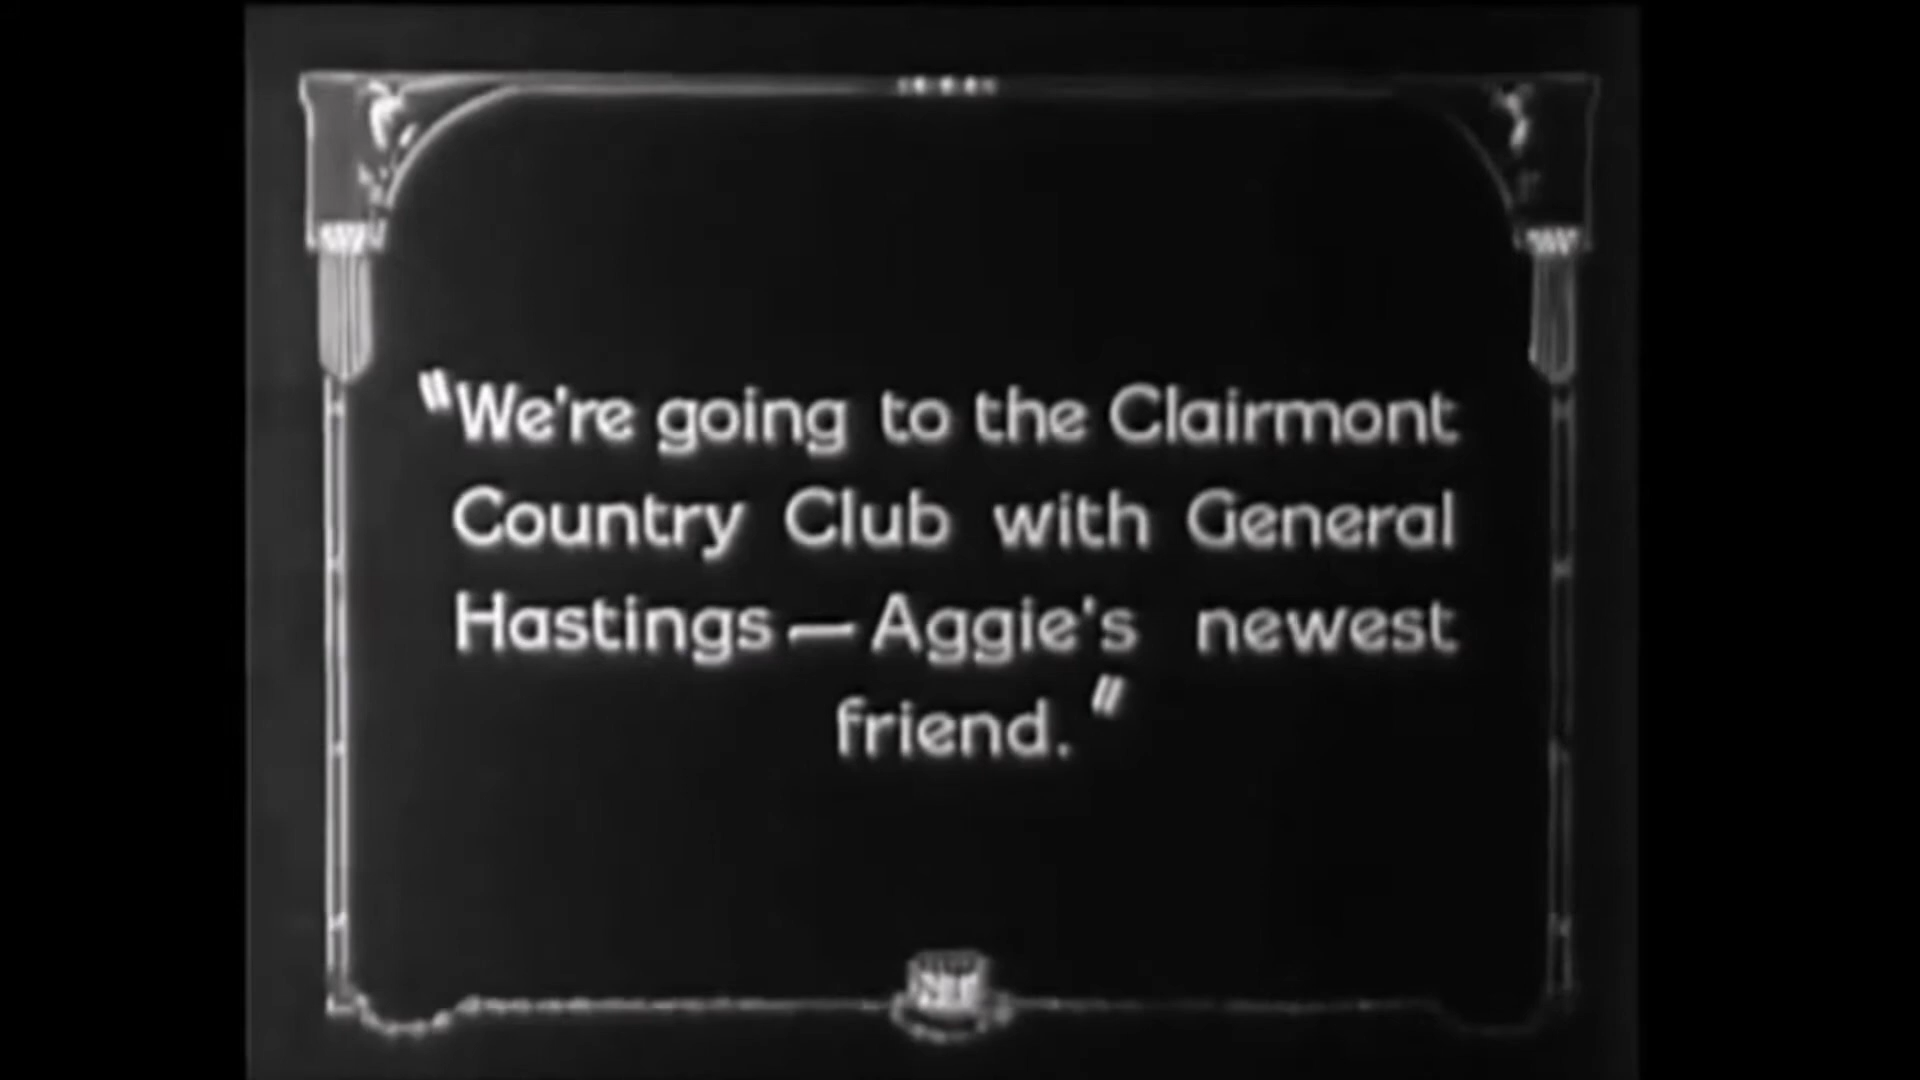 "We're going to the Clairmont
Country Club with General
Hastings—Aggie's newest
friend."